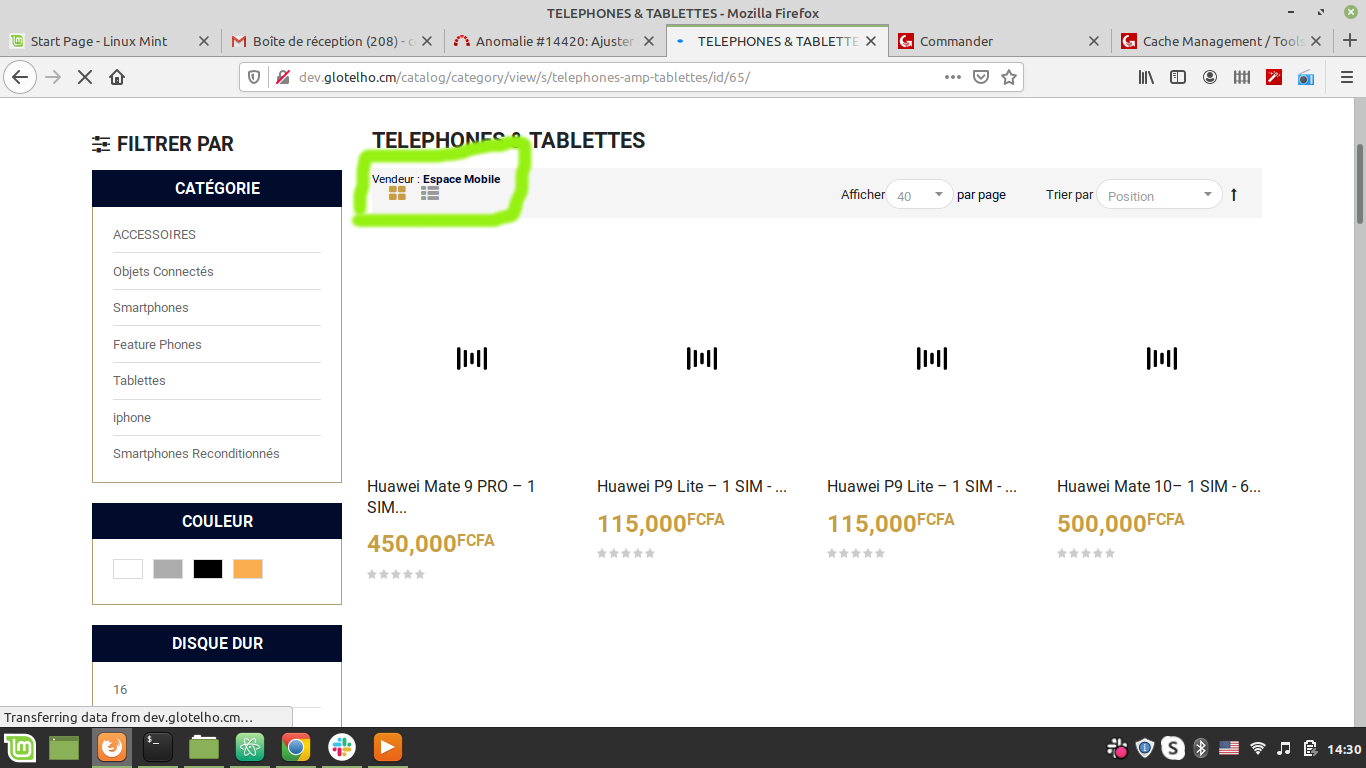 TELEPHONES & TABLETTES - Mozilla Firefox
Start Page - Linux Mint
Boîte de réception (208) - c
Anomalie #14420: Ajuster
TELEPHONES & TABLETTE
Commander
Cache Management / Tools
dev.glotelho.cm/catalog/category/view/s/telephones-amp-tablettes/id/65/
FILTRER PAR
CATÉGORIE
ACCESSOIRES
Objets Connectés
Smartphones
Feature Phones
Tablettes
iphone
Smartphones Reconditionnés
COULEUR
DISQUE DUR
16
TELEPHONES & TABLETTES
Vendeur : Espace Mobile
Afficher 40 par page
Trier par Position
Huawei Mate 9 PRO – 1
SIM...
450,000FCFA
Huawei P9 Lite – 1 SIM - ...
115,000FCFA
Huawei P9 Lite – 1 SIM - ...
115,000FCFA
Huawei Mate 10– 1 SIM - 6...
500,000FCFA
Transferring data from dev.glotelho.cm…
14:30